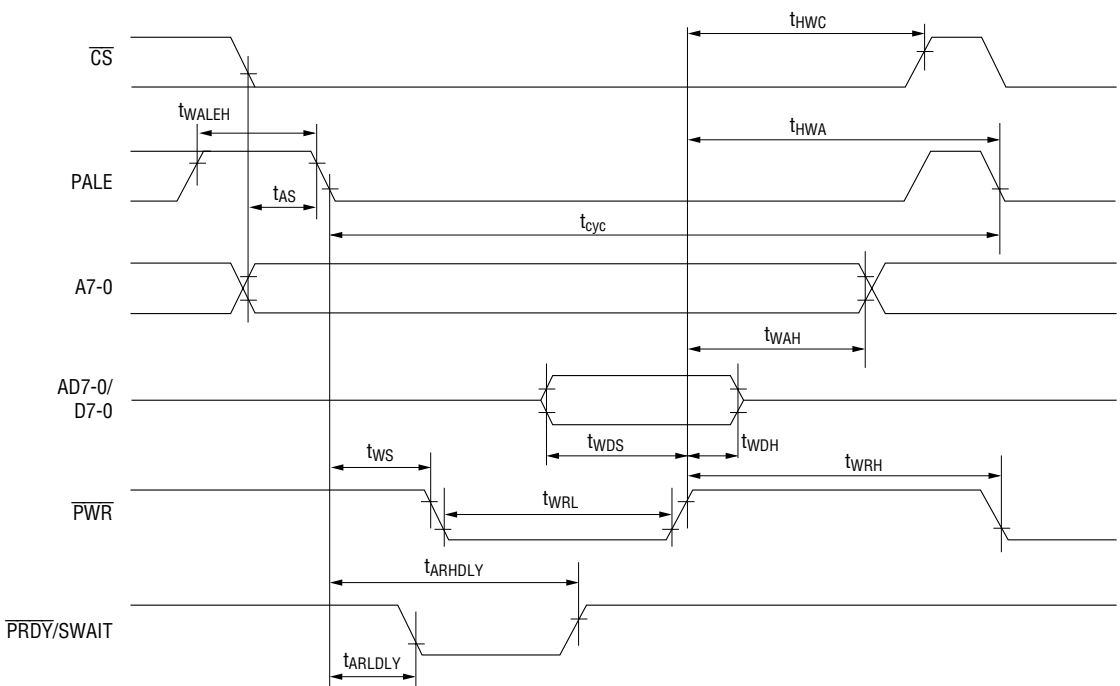 tHWC
CS
tWALEH
tHWA
PALE
tAS
tcyc
A7-0
tWAH
AD7-0/
D7-0
tWS
tWDS
tWDH
tWRH
PWR
tWRL
tARHDLY
PRDY/SWAIT
tARLDLY